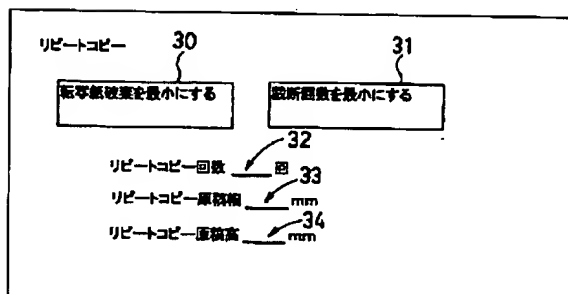 リピートコピー
30
31
転写紙破棄を最小にする
裁断回数を最小にする
32
リピートコピー回数 回
33
リピートコピー原稿幅 mm
34
リピートコピー原稿高 mm